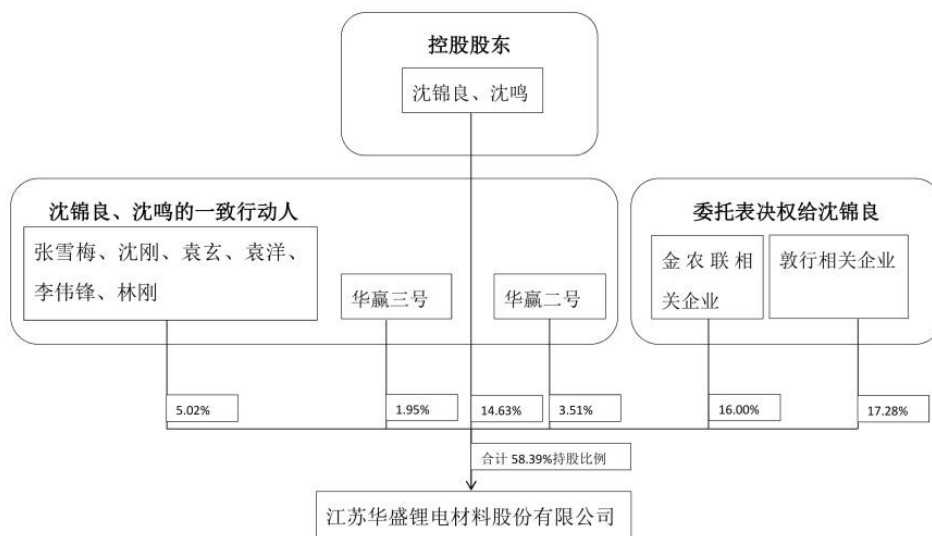 控股股东
沈锦良、沈鸣
沈锦良、沈鸣的一致行动人
张雪梅、沈刚、袁玄、袁洋、
李伟锋、林刚
华赢三号
华赢二号
委托表决权给沈锦良
金农联相
关企业
敦行相关企业
5.02%
1.95%
14.63%
3.51%
16.00%
17.28%
合计 58.39%持股比例
江苏华盛锂电材料股份有限公司